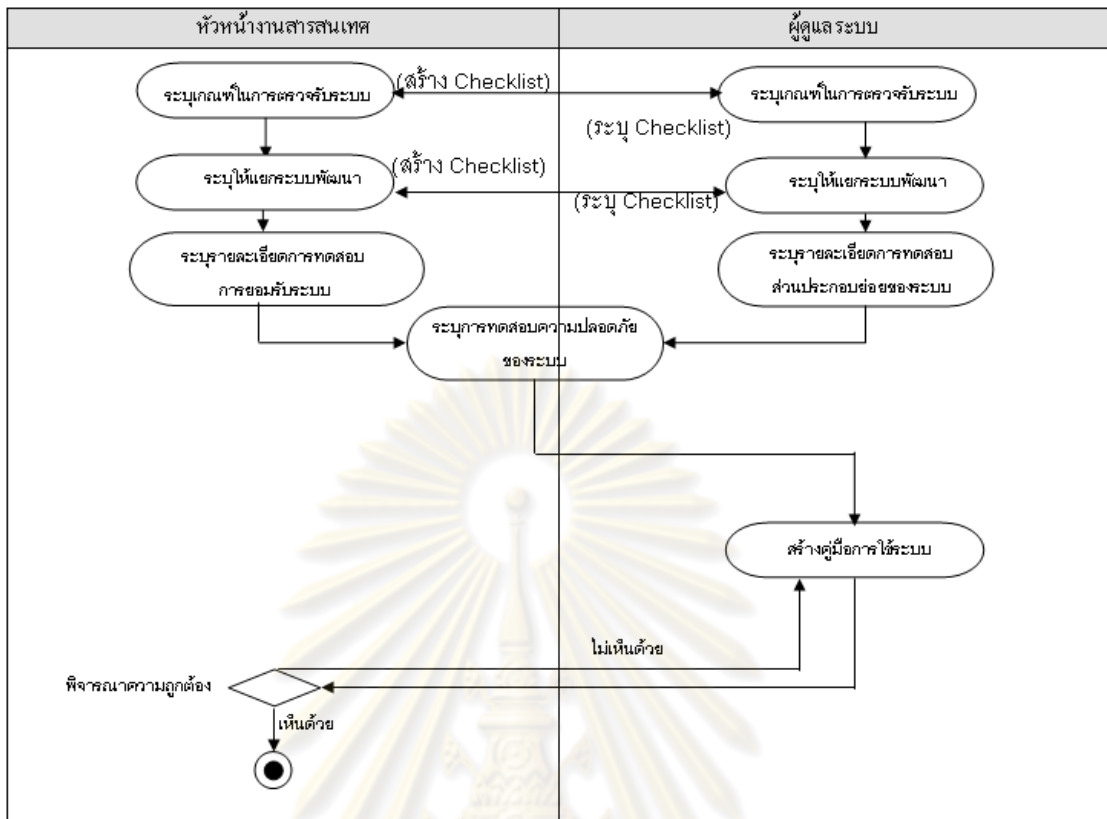 หัวหน้างานสารสนเทศ
ผู้ดูแลระบบ
ระบุเกณฑ์ในการตรวจรับระบบ
(สร้าง Checklist)
ระบุเกณฑ์ในการตรวจรับระบบ
(ระบุ Checklist)
ระบุให้แยกระบบพัฒนา
(สร้าง Checklist)
ระบุให้แยกระบบพัฒนา
(ระบุ Checklist)
ระบุรายละเอียดการทดสอบ
การยอมรับระบบ
ระบุรายละเอียดการทดสอบ
ส่วนประกอบย่อยของระบบ
ระบุการทดสอบความปลอดภัย
ของระบบ
สร้างคู่มือการใช้ระบบ
ไม่เห็นด้วย
พิจารณาความถูกต้อง
เห็นด้วย